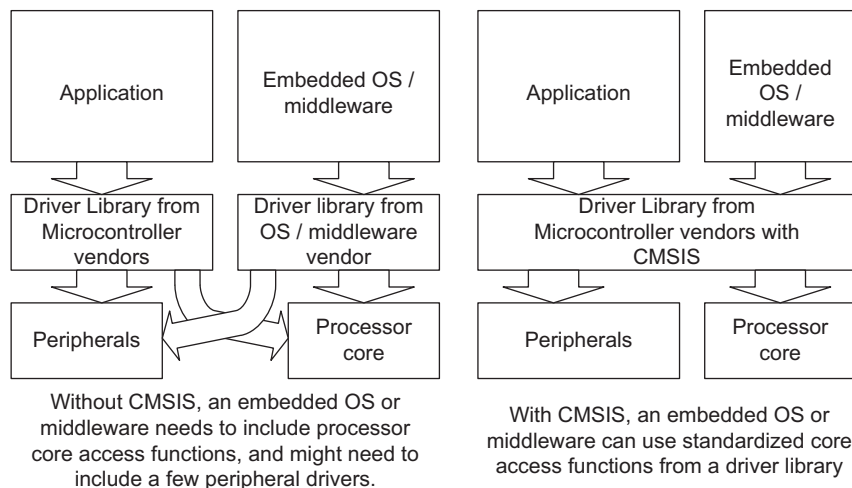 Application
Embedded OS /
middleware
Driver Library from
Microcontroller
vendors
Driver library from
OS / middleware
vendor
Peripherals
Processor
core
Without CMSIS, an embedded OS or
middleware needs to include processor
core access functions, and might need to
include a few peripheral drivers.
Application
Embedded
OS /
middleware
Driver Library from
Microcontroller vendors with
CMSIS
Peripherals
Processor
core
With CMSIS, an embedded OS or
middleware can use standardized core
access functions from a driver library